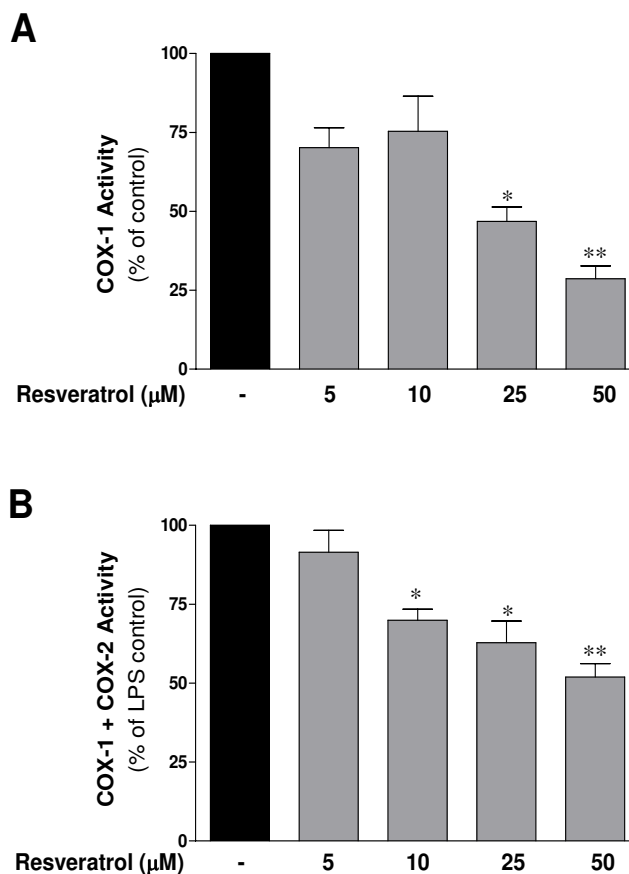 A
COX-1 Activity
(% of control)
100
75
50
25
0
*
**
Resveratrol (µM) - 5 10 25 50
B
COX-1 + COX-2 Activity
(% of LPS control)
100
75
50
25
0
*
*
**
Resveratrol (µM) - 5 10 25 50